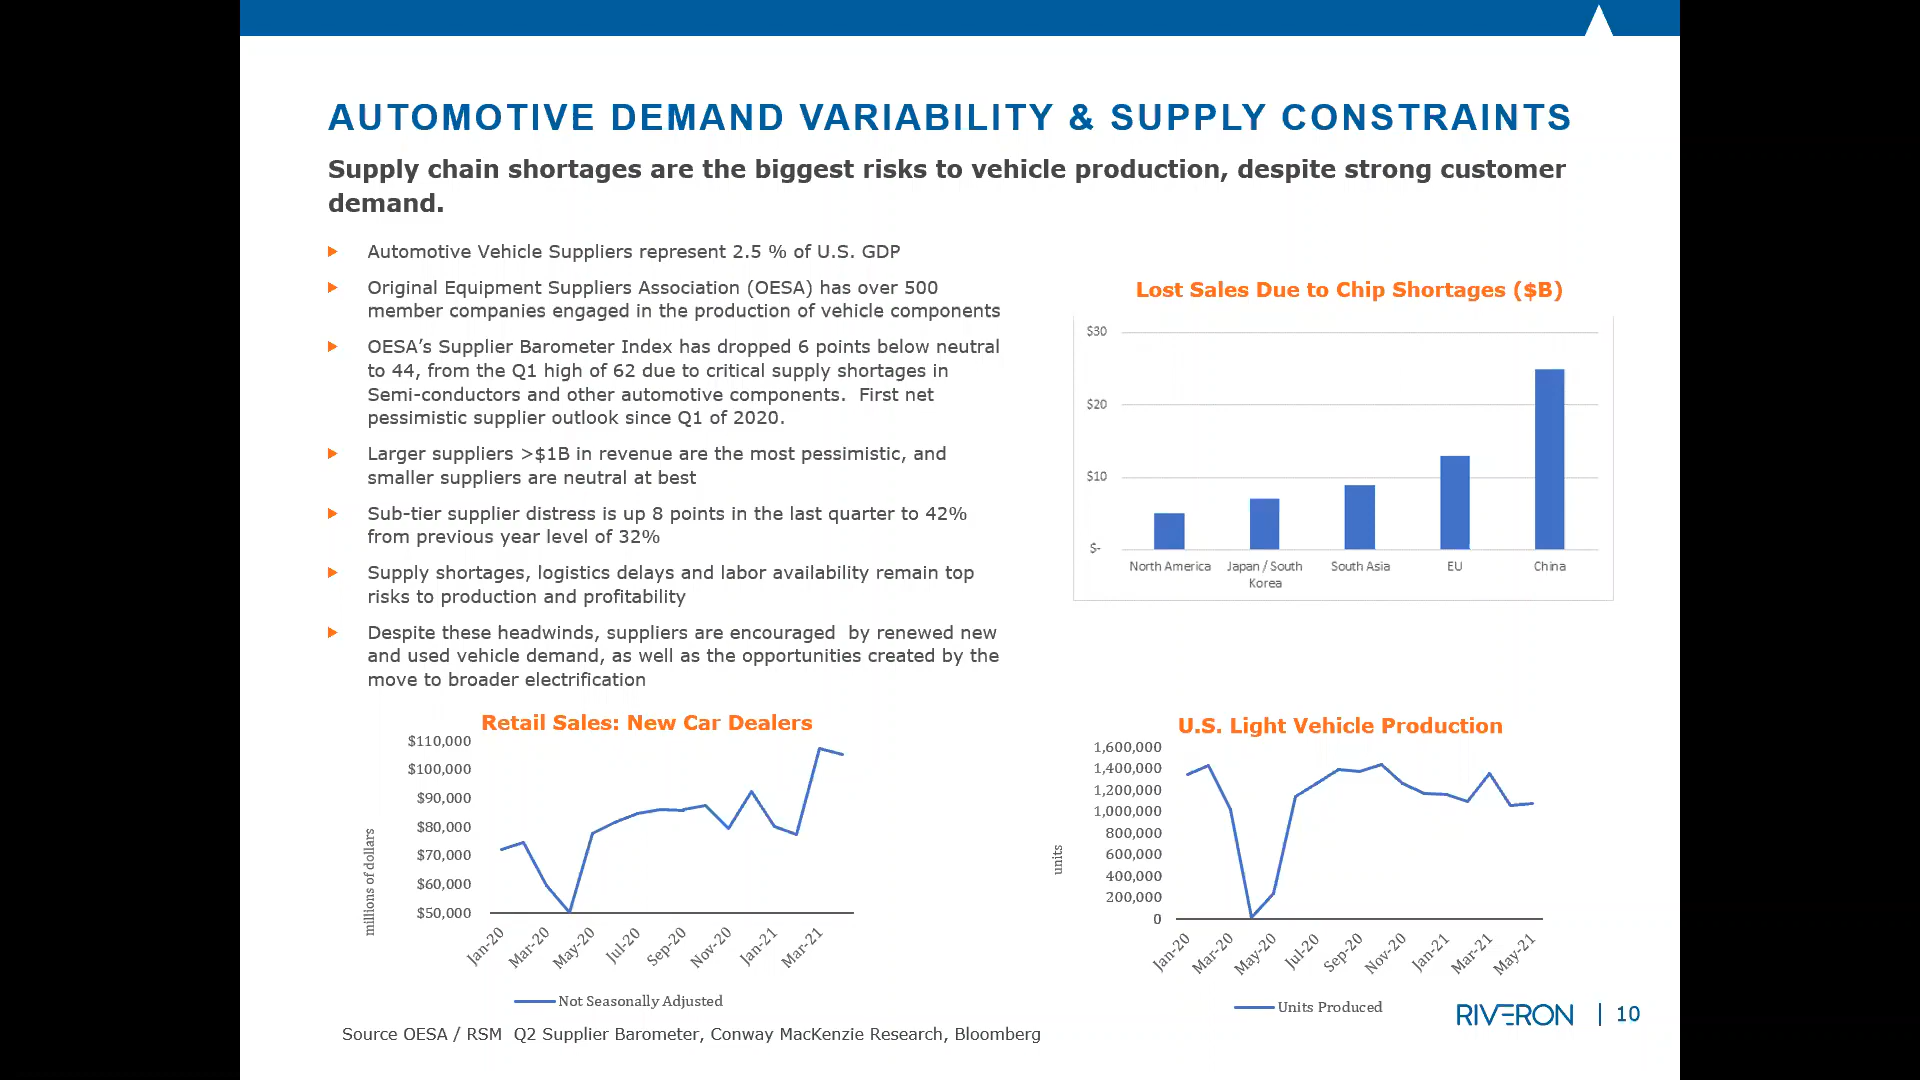 AUTOMOTIVE DEMAND VARIABILITY & SUPPLY CONSTRAINTS
Supply chain shortages are the biggest risks to vehicle production, despite strong customer
demand.
Automotive Vehicle Suppliers represent 2.5 % of U.S. GDP
Original Equipment Suppliers Association (OESA) has over 500
member companies engaged in the production of vehicle components
OESA’s Supplier Barometer Index has dropped 6 points below neutral
to 44, from the Q1 high of 62 due to critical supply shortages in
Semi-conductors and other automotive components.  First net
pessimistic supplier outlook since Q1 of 2020.
Larger suppliers >$1B in revenue are the most pessimistic, and
smaller suppliers are neutral at best
Sub-tier supplier distress is up 8 points in the last quarter to 42%
from previous year level of 32%
Supply shortages, logistics delays and labor availability remain top
risks to production and profitability
Despite these headwinds, suppliers are encouraged  by renewed new
and used vehicle demand, as well as the opportunities created by the
move to broader electrification
Lost Sales Due to Chip Shortages ($B)
$30
$20
$10
$-
North America
Japan / South
Korea
South Asia
EU
China
Retail Sales: New Car Dealers
$110,000
$100,000
$90,000
$80,000
$70,000
$60,000
$50,000
millions of dollars
Jan-20
Mar-20
May-20
Jul-20
Sep-20
Nov-20
Jan-21
Mar-21
Not Seasonally Adjusted
U.S. Light Vehicle Production
1,600,000
1,400,000
1,200,000
1,000,000
800,000
600,000
400,000
200,000
0
units
Jan-20
Mar-20
May-20
Jul-20
Sep-20
Nov-20
Jan-21
Mar-21
May-21
Units Produced
Source OESA / RSM  Q2 Supplier Barometer, Conway MacKenzie Research, Bloomberg
RIVERON | 10